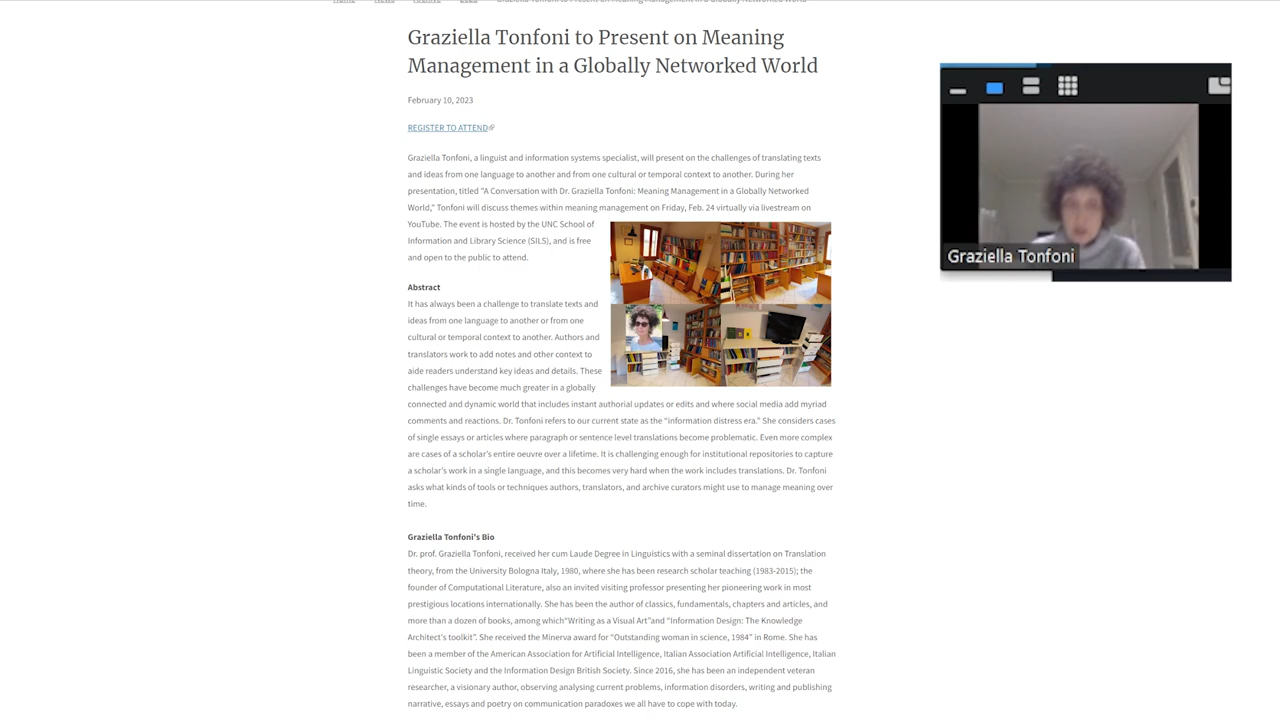 Graziella Tonfoni to Present on Meaning
Management in a Globally Networked World
February 10, 2023
REGISTER TO ATTEND
Graziella Tonfoni, a linguist and information systems specialist, will present on the challenges of translating texts
and ideas from one language to another and from one cultural or temporal context to another. During her
presentation, titled "A Conversation with Dr. Graziella Tonfoni: Meaning Management in a Globally Networked
World," Tonfoni will discuss themes within meaning management on Friday, Feb. 24 virtually via livestream on
YouTube. The event is hosted by the UNC School of
Information and Library Science (SILS), and is free
and open to the public to attend.
Abstract
It has always been a challenge to translate texts and
ideas from one language to another or from one
cultural or temporal context to another. Authors and
translators work to add notes and other context to
aide readers understand key ideas and details. These
challenges have become much greater in a globally
connected and dynamic world that includes instant authorial updates or edits and where social media add myriad
comments and reactions. Dr. Tonfoni refers to our current state as the "information distress era." She considers cases
of single essays or articles where paragraph or sentence level translations become problematic. Even more complex
are cases of a scholar's entire oeuvre over a lifetime. It is challenging enough for institutional repositories to capture
a scholar's work in a single language, and this becomes very hard when the work includes translations. Dr. Tonfoni
asks what kinds of tools or techniques authors, translators, and archive curators might use to manage meaning over
time.
Graziella Tonfoni's Bio
Dr. prof. Graziella Tonfoni, received her cum Laude Degree in Linguistics with a seminal dissertation on Translation
theory, from the University Bologna Italy, 1980, where she has been research scholar teaching (1983-2015); the
founder of Computational Literature, also an invited visiting professor presenting her pioneering work in most
prestigious locations internationally. She has been the author of classics, fundamentals, chapters and articles, and
more than a dozen of books, among which"Writing as a Visual Art"and "Information Design: The Knowledge
Architect's toolkit". She received the Minerva award for "Outstanding woman in science, 1984" in Rome. She has
been a member of the American Association for Artificial Intelligence, Italian Association Artificial Intelligence, Italian
Linguistic Society and the Information Design British Society. Since 2016, she has been an independent veteran
researcher, a visionary author, observing analysing current problems, information disorders, writing and publishing
narrative, essays and poetry on communication paradoxes we all have to cope with today.
Graziella Tonfoni